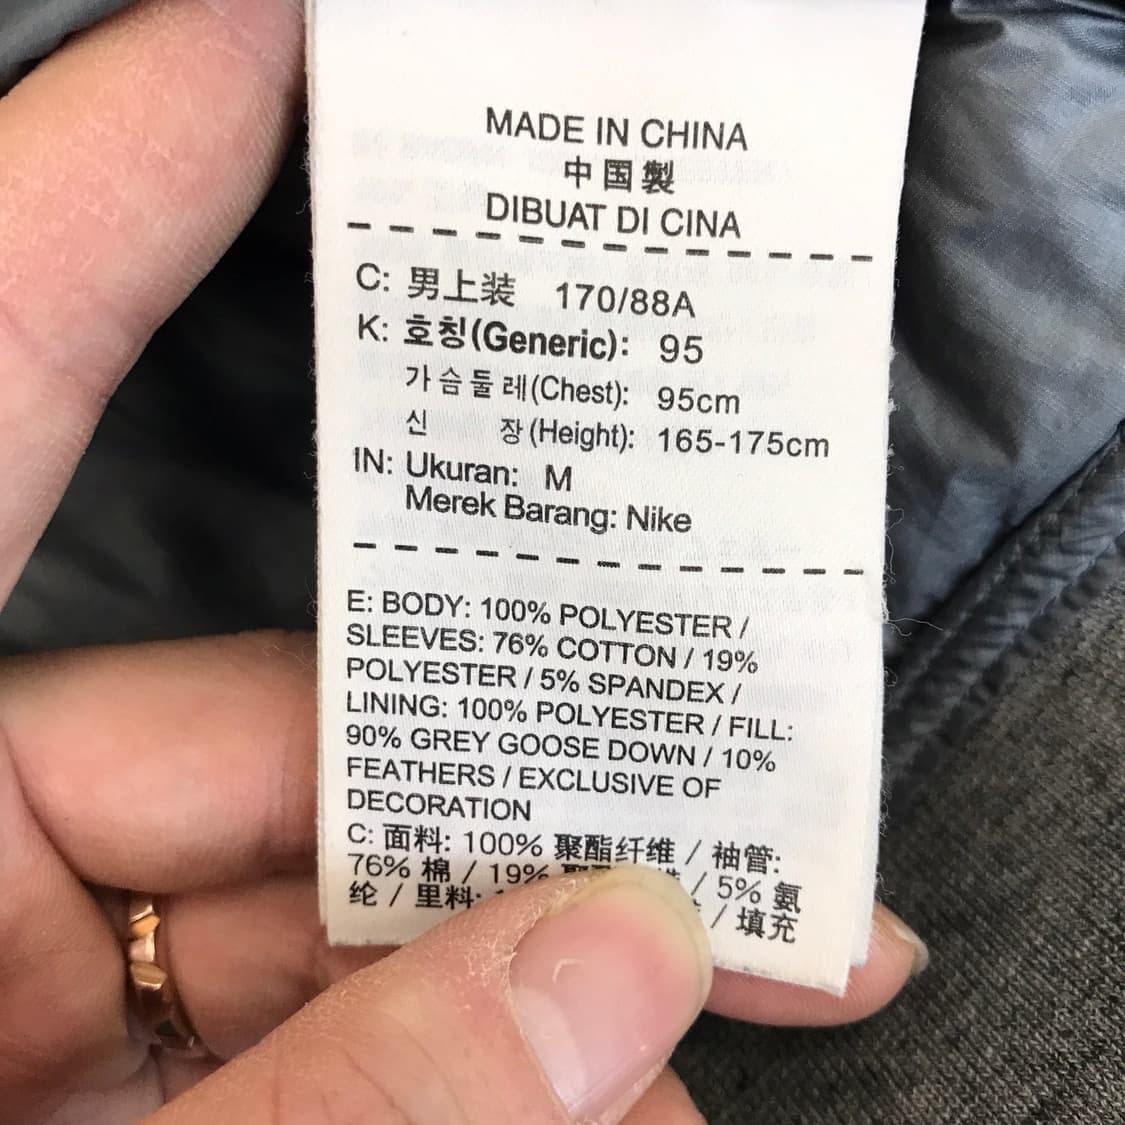 MADE IN CHINA
中国製
DIBUAT DI CINA
C: 男上装 170/88A
K: 호칭(Generic): 95
가슴둘레(Chest): 95cm
신 장(Height): 165-175cm
IN: Ukuran: M
Merek Barang: Nike
E: BODY: 100% POLYESTER /
SLEEVES: 76% COTTON / 19%
POLYESTER / 5% SPANDEX /
LINING: 100% POLYESTER / FILL:
90% GREY GOOSE DOWN / 10%
FEATHERS / EXCLUSIVE OF
DECORATION
C: 面料: 100% 聚酯纤维 / 袖管:
76% 棉 / 19% / 5% 氨
纶 / 里料: / 填充